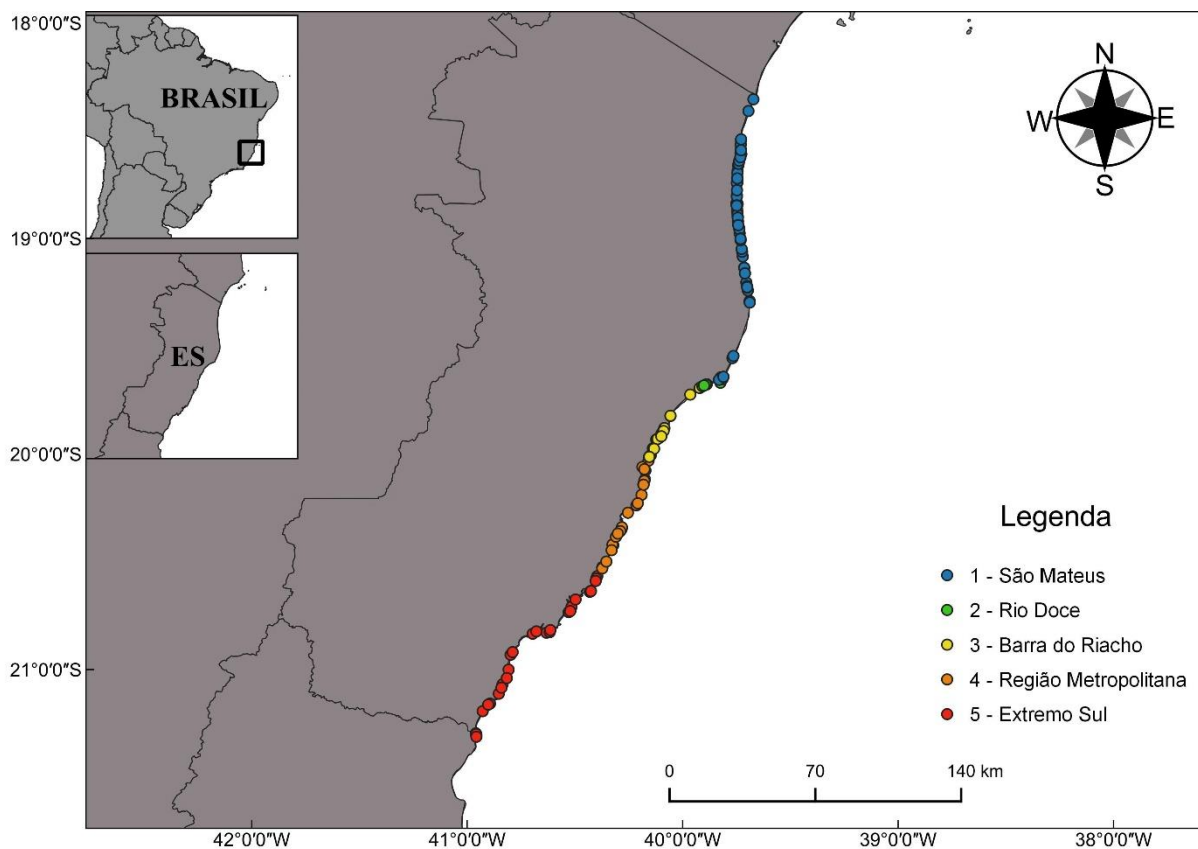 18°0'0"S
19°0'0"S
20°0'0"S
21°0'0"S
BRASIL
ES
N
W
E
S
Legenda
1 - São Mateus
2 - Rio Doce
3 - Barra do Riacho
4 - Região Metropolitana
5 - Extremo Sul
0 70 140 km
42°0'0"W 41°0'0"W 40°0'0"W 39°0'0"W 38°0'0"W